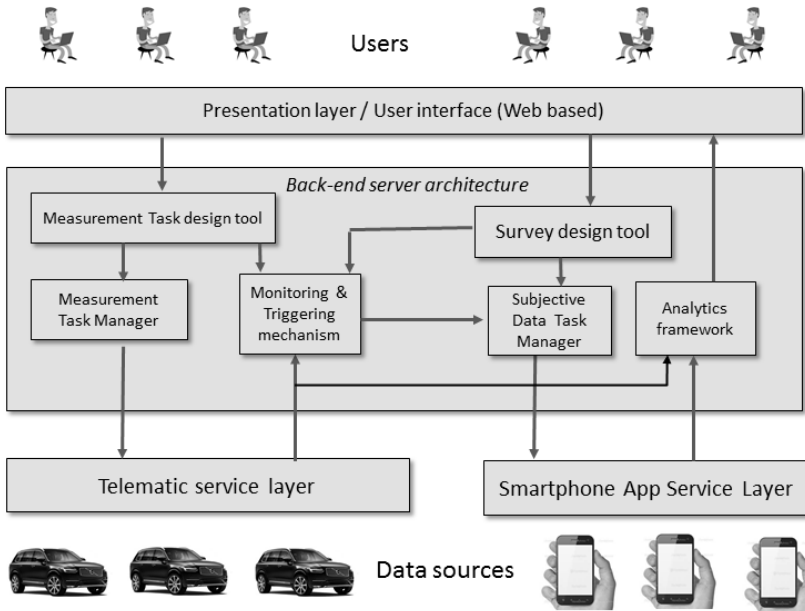 Users
Presentation layer / User interface (Web based)
Back-end server architecture
Measurement Task design tool
Survey design tool
Measurement
Task Manager
Monitoring &
Triggering
mechanism
Subjective
Data Task
Manager
Analytics
framework
Telematic service layer
Smartphone App Service Layer
Data sources